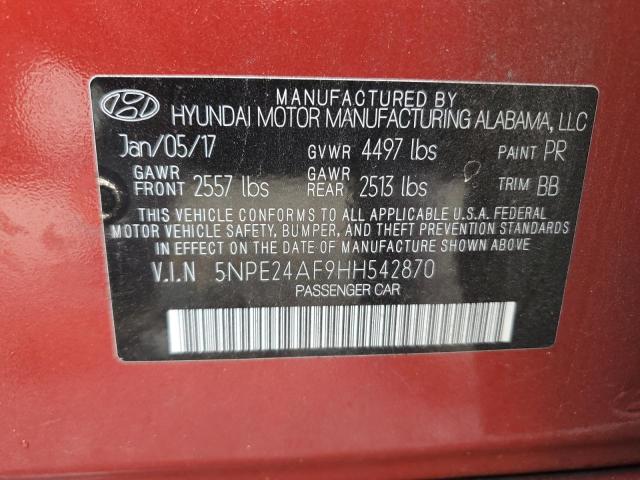 MANUFACTURED BY
HYUNDAI MOTOR MANUFACTURING ALABAMA, LLC
Jan/05/17 GVWR 4497 lbs PAINT PR
GAWR FRONT 2557 lbs GAWR REAR 2513 lbs TRIM BB
THIS VEHICLE CONFORMS TO ALL APPLICABLE U.S.A. FEDERAL
MOTOR VEHICLE SAFETY, BUMPER, AND THEFT PREVENTION STANDARDS
IN EFFECT ON THE DATE OF MANUFACTURE SHOWN ABOVE.
V.I.N 5NPE24AF9HH542870
PASSENGER CAR